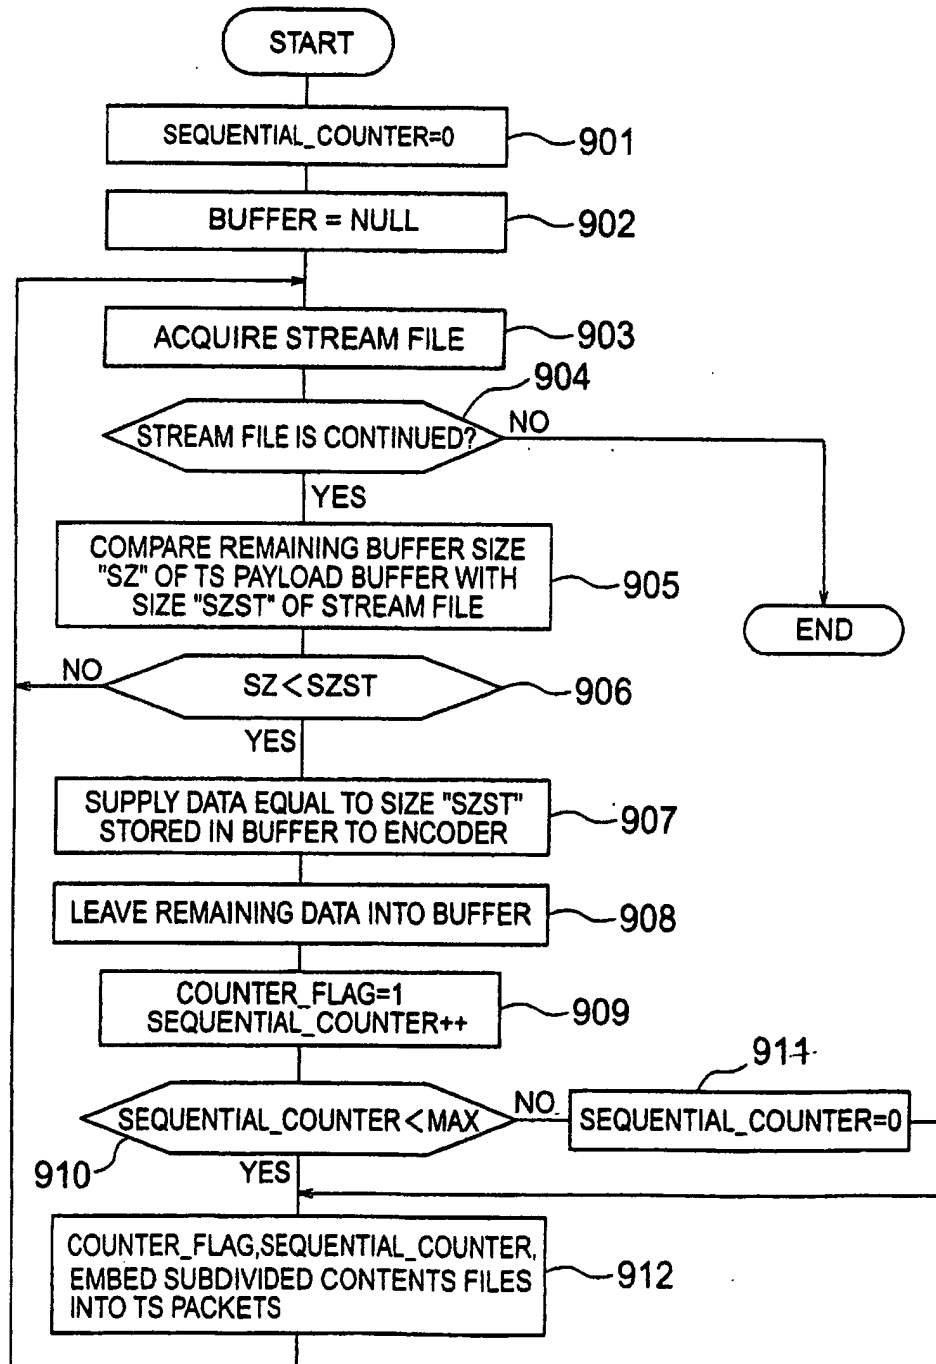 START
SEQUENTIAL_COUNTER=0
901
BUFFER = NULL
902
ACQUIRE STREAM FILE
903
904
STREAM FILE IS CONTINUED?
NO
YES
COMPARE REMAINING BUFFER SIZE
"SZ" OF TS PAYLOAD BUFFER WITH
SIZE "SZST" OF STREAM FILE
905
END
NO
SZ<SZST
906
YES
SUPPLY DATA EQUAL TO SIZE "SZST"
STORED IN BUFFER TO ENCODER
907
LEAVE REMAINING DATA INTO BUFFER
908
COUNTER_FLAG=1
SEQUENTIAL_COUNTER++
909
911
SEQUENTIAL_COUNTER<MAX
NO
SEQUENTIAL_COUNTER=0
910
YES
COUNTER_FLAG,SEQUENTIAL_COUNTER,
EMBED SUBDIVIDED CONTENTS FILES
INTO TS PACKETS
912